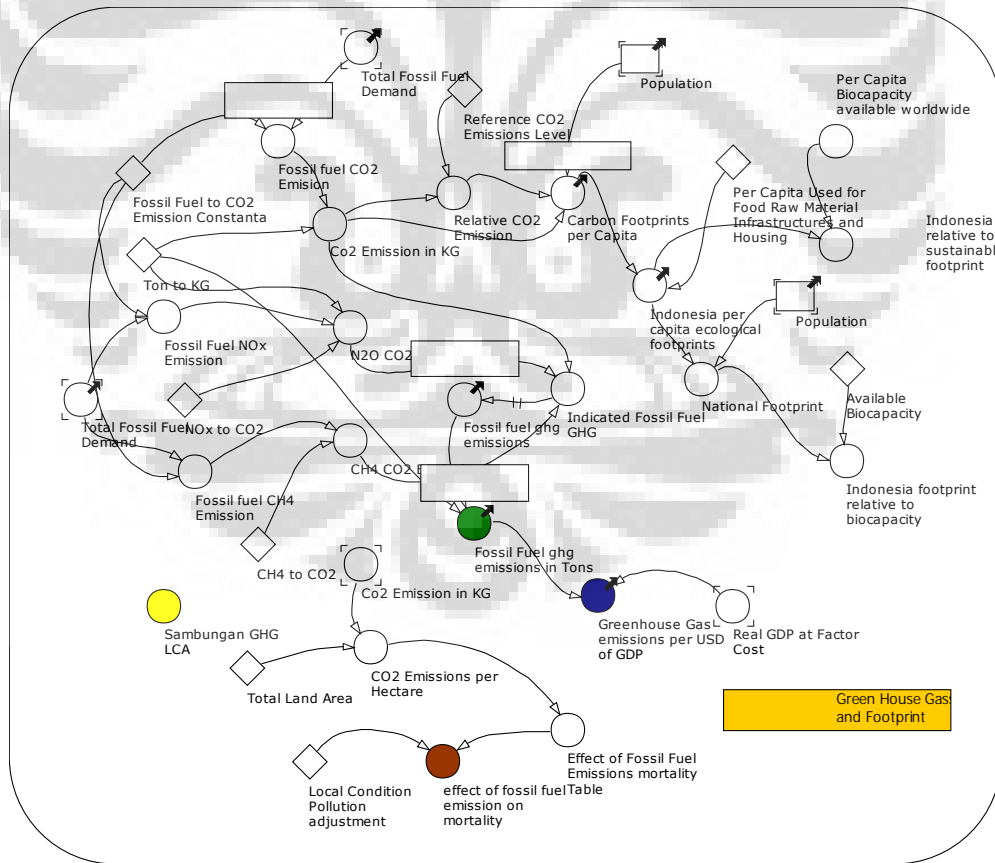 Total Fossil Fuel
Demand
Population
Per Capita
Biocapacity
available worldwide
Reference CO2
Emissions Level
Fossil fuel CO2
Emision
Fossil Fuel to CO2
Emission Constanta
Relative CO2
Emission
Carbon Footprints
per Capita
Per Capita Used for
Food Raw Material
Infrastructures and
Housing
Indonesia
relative to
sustainabl
footprint
Co2 Emission in KG
Ton to KG
Indonesia per
capita ecological
footprints
Population
Fossil Fuel NOx
Emission
N2O CO2
National Footprint
Available
Biocapacity
Total Fossil Fuel
Demand
NOx to CO2
Fossil fuel ghg
emissions
Indicated Fossil Fuel
GHG
CH4 CO2 E
Fossil fuel CH4
Emission
Indonesia footprint
relative to
biocapacity
Fossil Fuel ghg
emissions in Tons
CH4 to CO2
Co2 Emission in KG
Greenhouse Gas
emissions per USD
of GDP
Real GDP at Factor
Cost
Sambungan GHG
LCA
CO2 Emissions per
Hectare
Total Land Area
Green House Gas
and Footprint
Effect of Fossil Fuel
Emissions mortality
Table
Local Condition
Pollution
adjustment
effect of fossil fuel
emission on
mortality